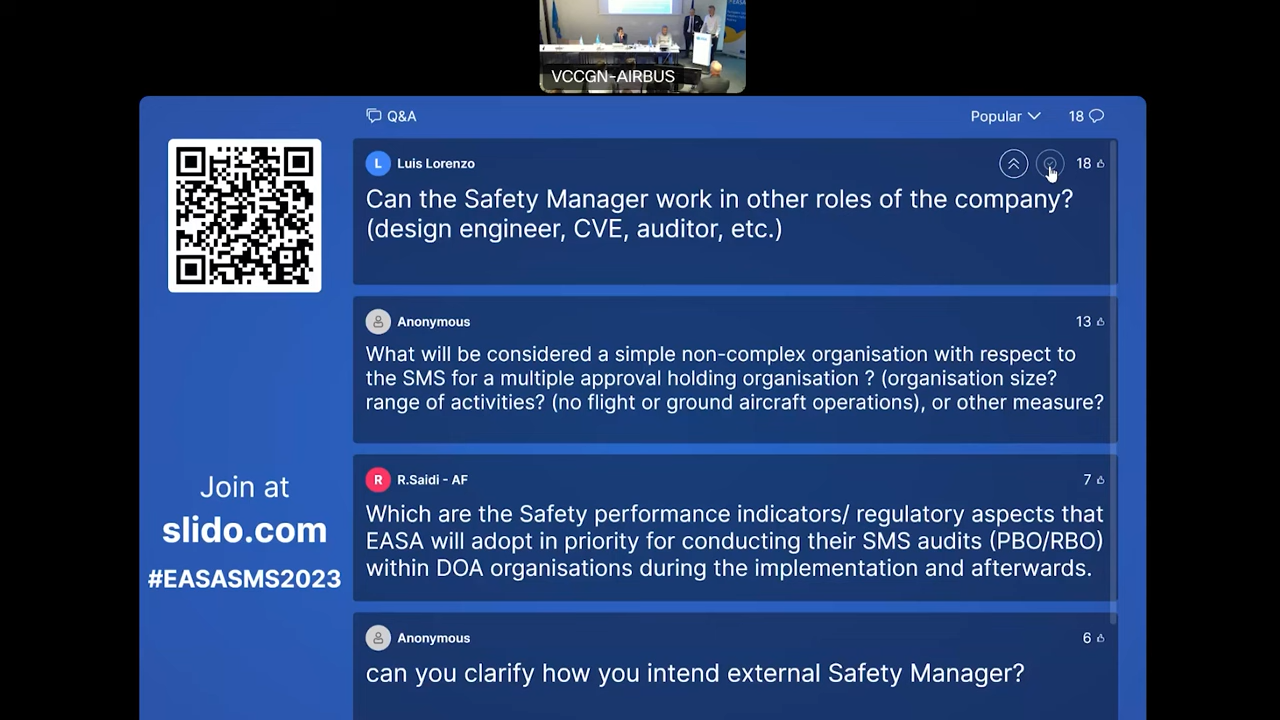 EASA
VCCGN-AIRBUS
Q&A
Popular
18
L
Luis Lorenzo
18
Can the Safety Manager work in other roles of the company?
(design engineer, CVE, auditor, etc.)
Anonymous
13
What will be considered a simple non-complex organisation with respect to
the SMS for a multiple approval holding organisation ? (organisation size?
range of activities? (no flight or ground aircraft operations), or other measure?
R
R.Saidi - AF
7
Which are the Safety performance indicators/ regulatory aspects that
EASA will adopt in priority for conducting their SMS audits (PBO/RBO)
within DOA organisations during the implementation and afterwards.
Anonymous
6
can you clarify how you intend external Safety Manager?
Join at
slido.com
#EASASMS2023